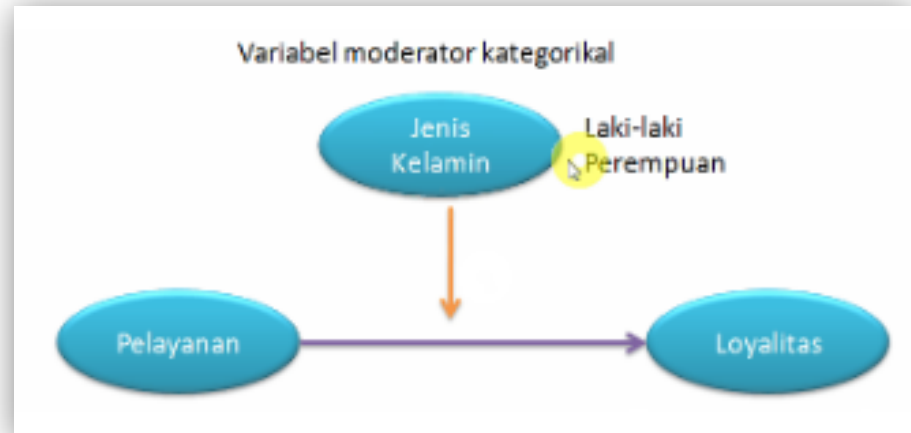 Variabel moderator kategorikal
Jenis
Kelamin
Laki-laki
Perempuan
Pelayanan
Loyalitas